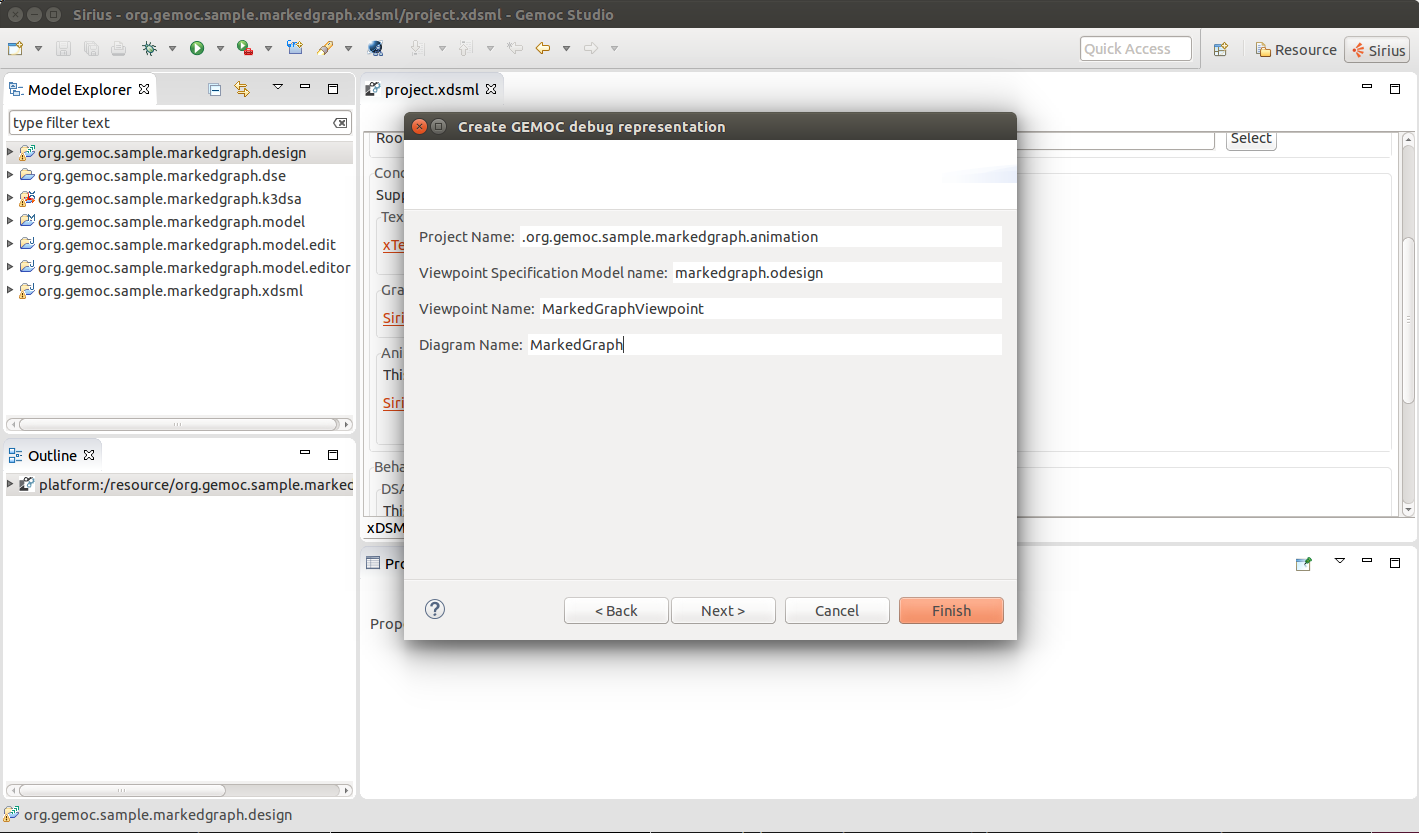 Sirius - org.gemoc.sample.markedgraph.xdsml/project.xdsml - Gemoc Studio
Quick Access
Resource
Sirius
Model Explorer
project.xdsml
type filter text
org.gemoc.sample.markedgraph.design
org.gemoc.sample.markedgraph.dse
org.gemoc.sample.markedgraph.k3dsa
org.gemoc.sample.markedgraph.model
org.gemoc.sample.markedgraph.model.edit
org.gemoc.sample.markedgraph.model.editor
org.gemoc.sample.markedgraph.xdsml
Outline
platform:/resource/org.gemoc.sample.markec
Roo
Select
Conc
Supp
Tex
xTe
Gra
Siri
Ani
Thi
Siri
Beha
DSA
Thi
xDSM
Pro
Prop
Create GEMOC debug representation
Project Name: .org.gemoc.sample.markedgraph.animation
Viewpoint Specification Model name: markedgraph.odesign
Viewpoint Name: MarkedGraphViewpoint
Diagram Name: MarkedGraph
?
< Back
Next >
Cancel
Finish
org.gemoc.sample.markedgraph.design